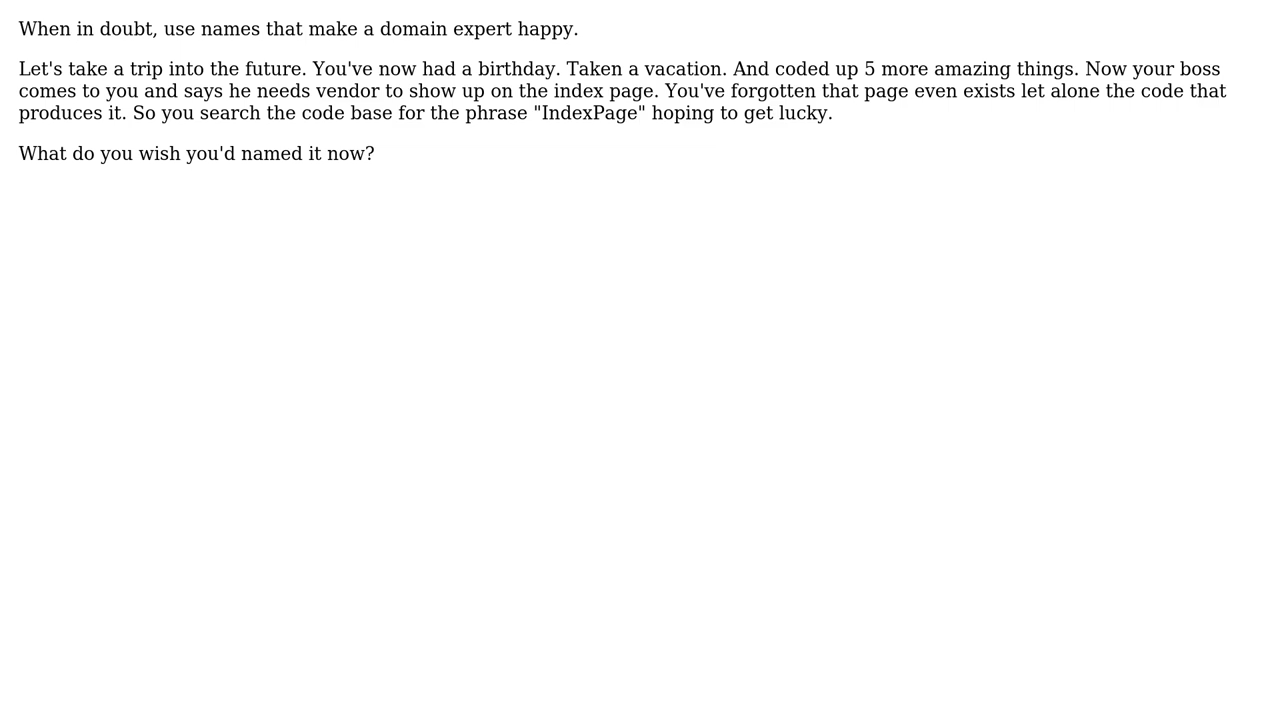 When in doubt, use names that make a domain expert happy.
Let's take a trip into the future. You've now had a birthday. Taken a vacation. And coded up 5 more amazing things. Now your boss
comes to you and says he needs vendor to show up on the index page. You've forgotten that page even exists let alone the code that
produces it. So you search the code base for the phrase "IndexPage" hoping to get lucky.
What do you wish you'd named it now?